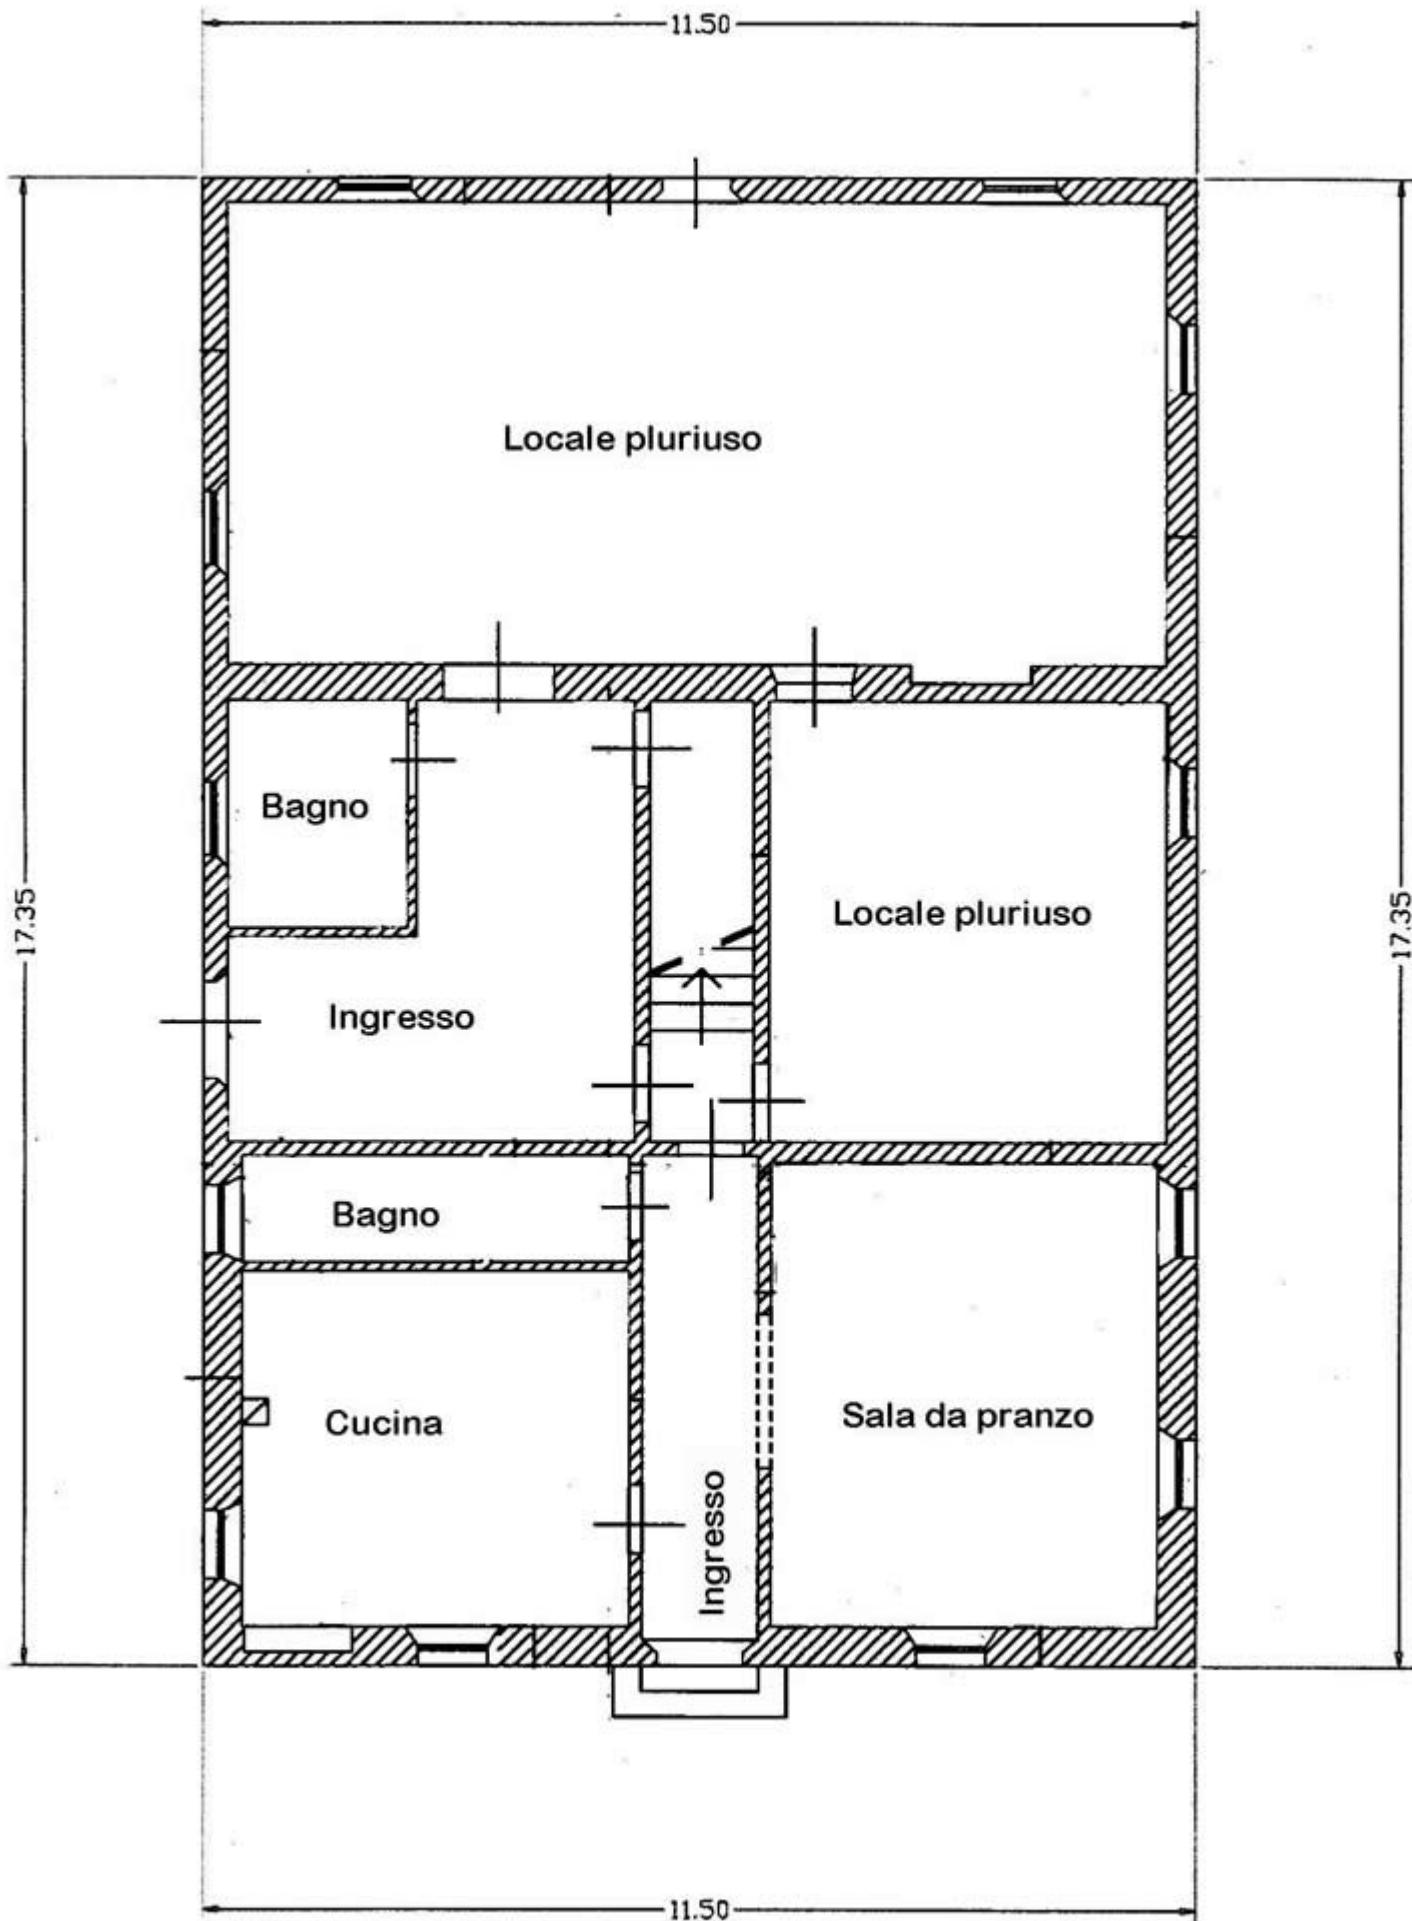 11.50
Locale pluriuso
Bagno
17.35
17.35
Locale pluriuso
Ingresso
Bagno
Cucina
Sala da pranzo
Ingresso
11.50